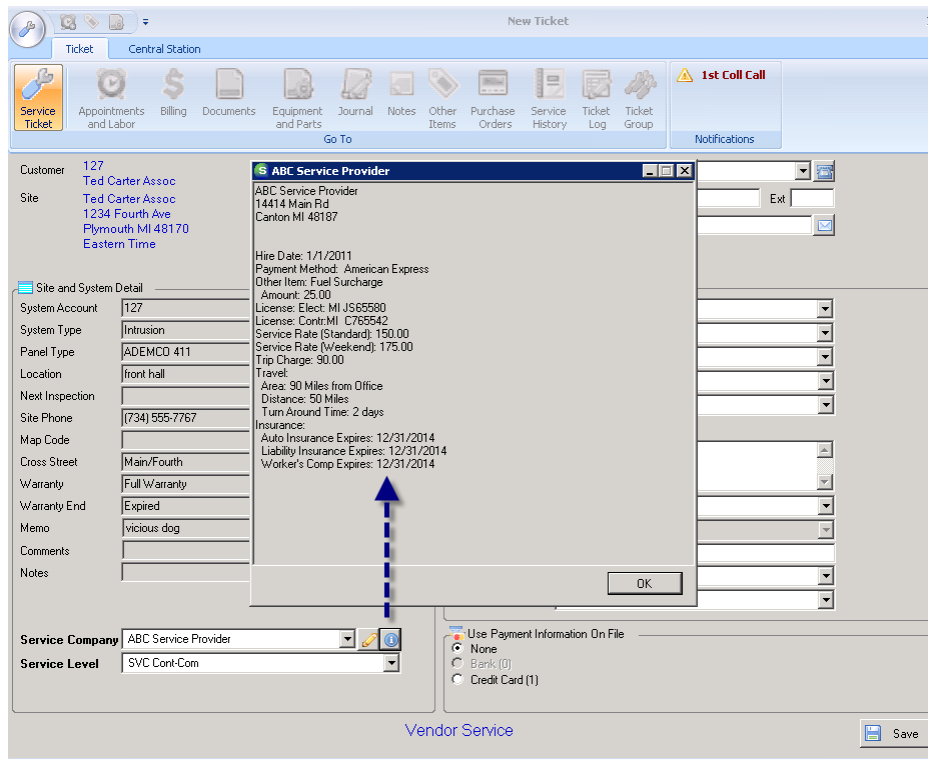 New Ticket
Ticket Central Station
Service Ticket
Appointments and Labor
Billing
Documents
Equipment and Parts
Journal
Notes
Other Items
Purchase Orders
Service History
Ticket Log
Ticket Group
Go To
1st Coll Call
Notifications
Customer 127
Ted Carter Assoc
Site Ted Carter Assoc
1234 Fourth Ave
Plymouth MI 48170
Eastern Time
Ext
ABC Service Provider
ABC Service Provider
14414 Main Rd
Canton MI 48187
Hire Date: 1/1/2011
Payment Method: American Express
Other Item: Fuel Surcharge
Amount: 25.00
License: Elect: MI JS65580
License: Contr:MI C765542
Service Rate (Standard): 150.00
Service Rate (Weekend): 175.00
Trip Charge: 90.00
Travel:
Area: 90 Miles from Office
Distance: 50 Miles
Turn Around Time: 2 days
Insurance:
Auto Insurance Expires: 12/31/2014
Liability Insurance Expires: 12/31/2014
Worker's Comp Expires: 12/31/2014
OK
Site and System Detail
System Account 127
System Type Intrusion
Panel Type ADEMCO 411
Location front hall
Next Inspection
Site Phone (734) 555-7767
Map Code
Cross Street Main/Fourth
Warranty Full Warranty
Warranty End Expired
Memo vicious dog
Comments
Notes
Service Company ABC Service Provider
Service Level SVC Cont-Com
Use Payment Information On File
None
Bank (0)
Credit Card (1)
Vendor Service
Save